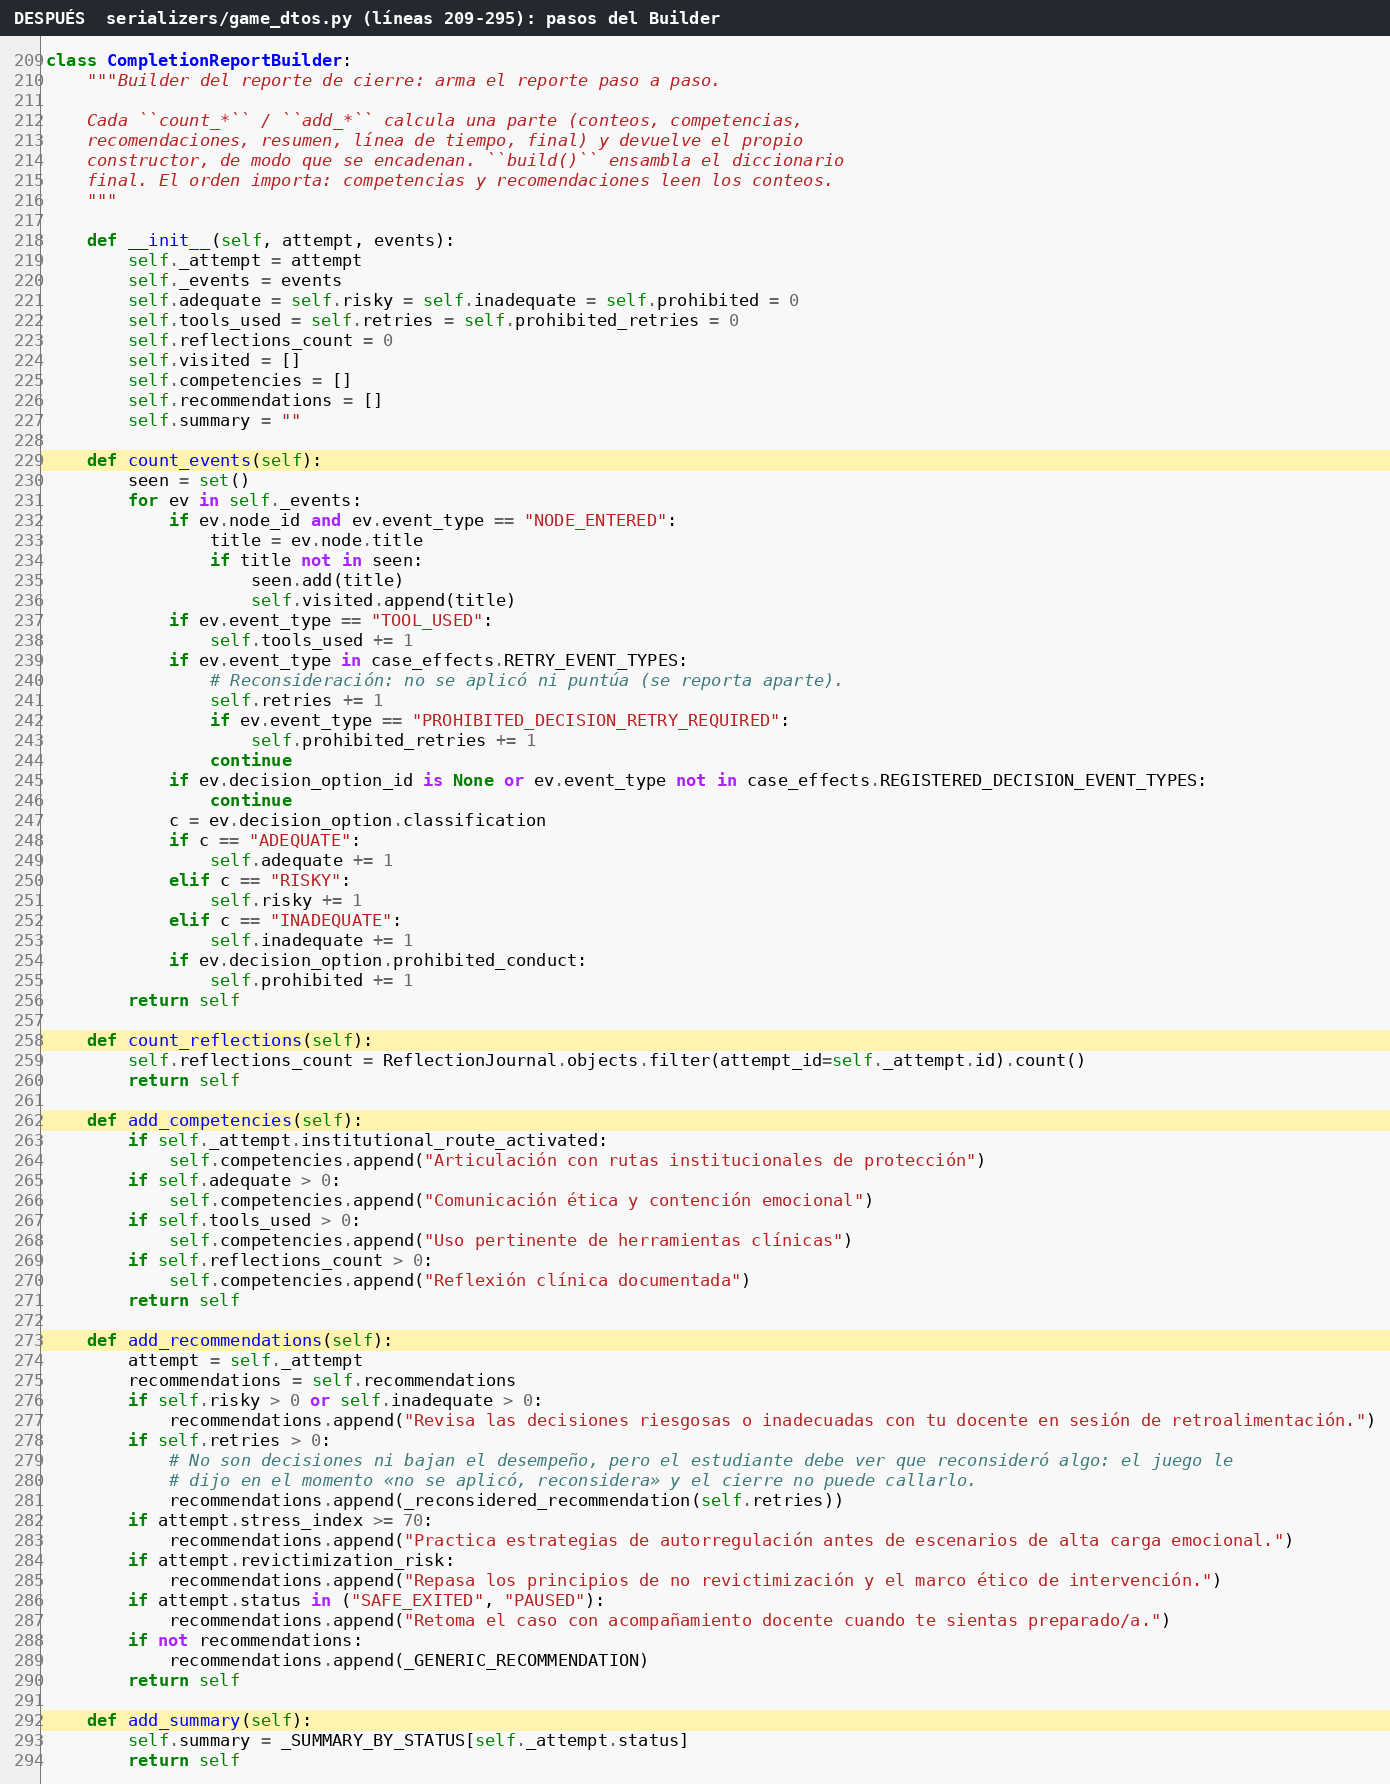 DESPUÉS  serializers/game_dtos.py (líneas 209-295): pasos del Builder
209 class CompletionReportBuilder:
210     """Builder del reporte de cierre: arma el reporte paso a paso.
211
212     Cada ``count_*`` / ``add_*`` calcula una parte (conteos, competencias,
213     recomendaciones, resumen, línea de tiempo, final) y devuelve el propio
214     constructor, de modo que se encadenan. ``build()`` ensambla el diccionario
215     final. El orden importa: competencias y recomendaciones leen los conteos.
216     """
217
218     def __init__(self, attempt, events):
219         self._attempt = attempt
220         self._events = events
221         self.adequate = self.risky = self.inadequate = self.prohibited = 0
222         self.tools_used = self.retries = self.prohibited_retries = 0
223         self.reflections_count = 0
224         self.visited = []
225         self.competencies = []
226         self.recommendations = []
227         self.summary = ""
228
229     def count_events(self):
230         seen = set()
231         for ev in self._events:
232             if ev.node_id and ev.event_type == "NODE_ENTERED":
233                 title = ev.node.title
234                 if title not in seen:
235                     seen.add(title)
236                     self.visited.append(title)
237             if ev.event_type == "TOOL_USED":
238                 self.tools_used += 1
239             if ev.event_type in case_effects.RETRY_EVENT_TYPES:
240                 # Reconsideración: no se aplicó ni puntúa (se reporta aparte).
241                 self.retries += 1
242                 if ev.event_type == "PROHIBITED_DECISION_RETRY_REQUIRED":
243                     self.prohibited_retries += 1
244                 continue
245             if ev.decision_option_id is None or ev.event_type not in case_effects.REGISTERED_DECISION_EVENT_TYPES:
246                 continue
247             c = ev.decision_option.classification
248             if c == "ADEQUATE":
249                 self.adequate += 1
250             elif c == "RISKY":
251                 self.risky += 1
252             elif c == "INADEQUATE":
253                 self.inadequate += 1
254             if ev.decision_option.prohibited_conduct:
255                 self.prohibited += 1
256         return self
257
258     def count_reflections(self):
259         self.reflections_count = ReflectionJournal.objects.filter(attempt_id=self._attempt.id).count()
260         return self
261
262     def add_competencies(self):
263         if self._attempt.institutional_route_activated:
264             self.competencies.append("Articulación con rutas institucionales de protección")
265         if self.adequate > 0:
266             self.competencies.append("Comunicación ética y contención emocional")
267         if self.tools_used > 0:
268             self.competencies.append("Uso pertinente de herramientas clínicas")
269         if self.reflections_count > 0:
270             self.competencies.append("Reflexión clínica documentada")
271         return self
272
273     def add_recommendations(self):
274         attempt = self._attempt
275         recommendations = self.recommendations
276         if self.risky > 0 or self.inadequate > 0:
277             recommendations.append("Revisa las decisiones riesgosas o inadecuadas con tu docente en sesión de retroalimentación.")
278         if self.retries > 0:
279             # No son decisiones ni bajan el desempeño, pero el estudiante debe ver que reconsideró algo: el juego le
280             # dijo en el momento «no se aplicó, reconsidera» y el cierre no puede callarlo.
281             recommendations.append(_reconsidered_recommendation(self.retries))
282         if attempt.stress_index >= 70:
283             recommendations.append("Practica estrategias de autorregulación antes de escenarios de alta carga emocional.")
284         if attempt.revictimization_risk:
285             recommendations.append("Repasa los principios de no revictimización y el marco ético de intervención.")
286         if attempt.status in ("SAFE_EXITED", "PAUSED"):
287             recommendations.append("Retoma el caso con acompañamiento docente cuando te sientas preparado/a.")
288         if not recommendations:
289             recommendations.append(_GENERIC_RECOMMENDATION)
290         return self
291
292     def add_summary(self):
293         self.summary = _SUMMARY_BY_STATUS[self._attempt.status]
294         return self